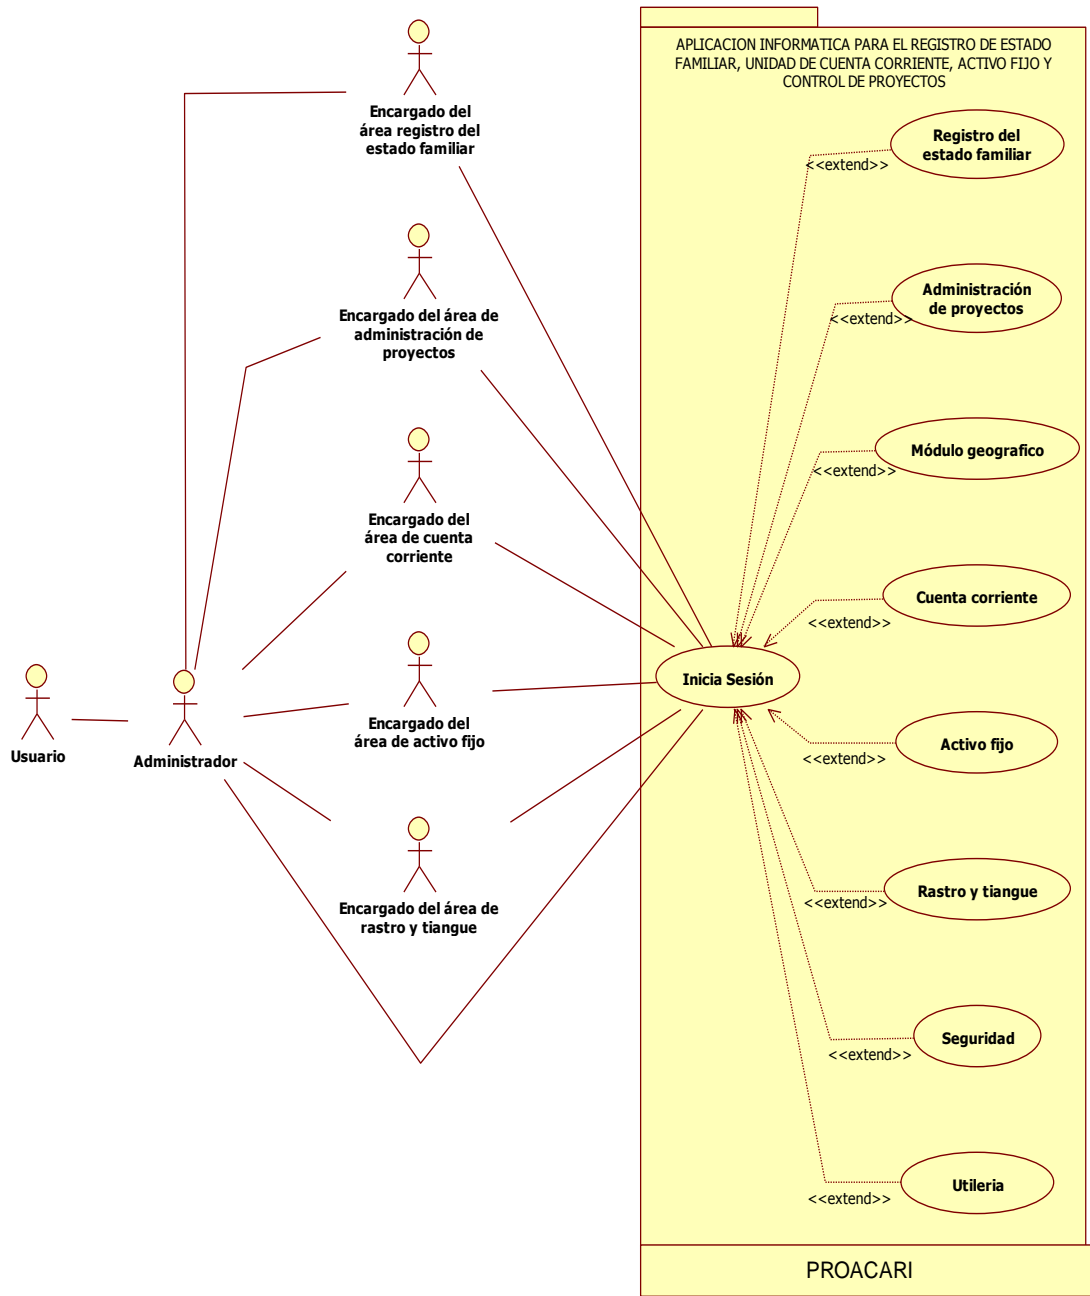 APLICACION INFORMATICA PARA EL REGISTRO DE ESTADO
FAMILIAR, UNIDAD DE CUENTA CORRIENTE, ACTIVO FIJO Y
CONTROL DE PROYECTOS
Encargado del
área registro del
estado familiar
Registro del
estado familiar
<<extend>>
Encargado del área de
administración de
proyectos
Administración
de proyectos
<<extend>>
Módulo geografico
<<extend>>
Encargado del
área de cuenta
corriente
Cuenta corriente
<<extend>>
Inicia Sesión
Usuario
Administrador
Encargado del
área de activo fijo
Activo fijo
<<extend>>
Encargado del área de
rastro y tiangue
Rastro y tiangue
<<extend>>
Seguridad
<<extend>>
Utileria
<<extend>>
PROACARI